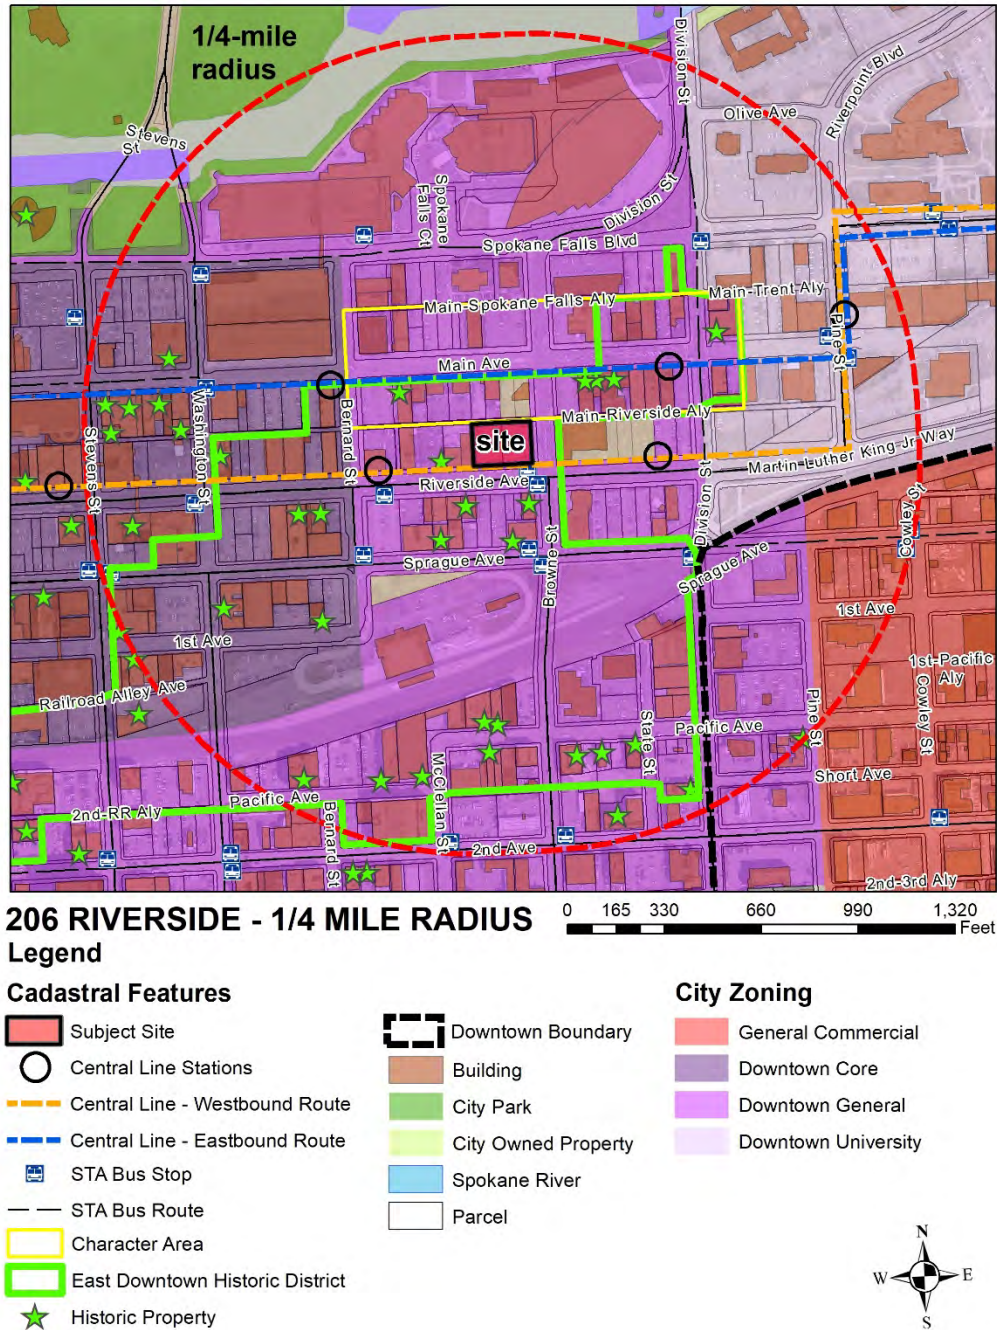 1/4-mile
radius
Division St
Riverpoint Blvd
Olive Ave
Stevens
St
Spokane
Falls Ct
Division St
Spokane Falls Blvd
Main-Spokane Falls Aly
Main-Trent Aly
Pine St
Main Ave
Washington St
Bernard St
Main-Riverside Aly
site
Stevens St
Riverside Ave
Martin Luther King Jr Way
Division St
Cowley St
Browne St
Sprague Ave
Sprague Ave
1st Ave
1st Ave
1st-Pacific
Aly
Railroad Alley Ave
Cowley St
Pine St
State St
Pacific Ave
McClellan St
Short Ave
Pacific Ave
2nd-RR Aly
Bernard St
2nd Ave
2nd-3rd Aly
206 RIVERSIDE - 1/4 MILE RADIUS
0 165 330 660 990 1,320
Feet
Legend
Cadastral Features
Subject Site
Central Line Stations
Central Line - Westbound Route
Central Line - Eastbound Route
STA Bus Stop
STA Bus Route
Character Area
East Downtown Historic District
Historic Property
Downtown Boundary
Building
City Park
City Owned Property
Spokane River
Parcel
City Zoning
General Commercial
Downtown Core
Downtown General
Downtown University
N
W E
S